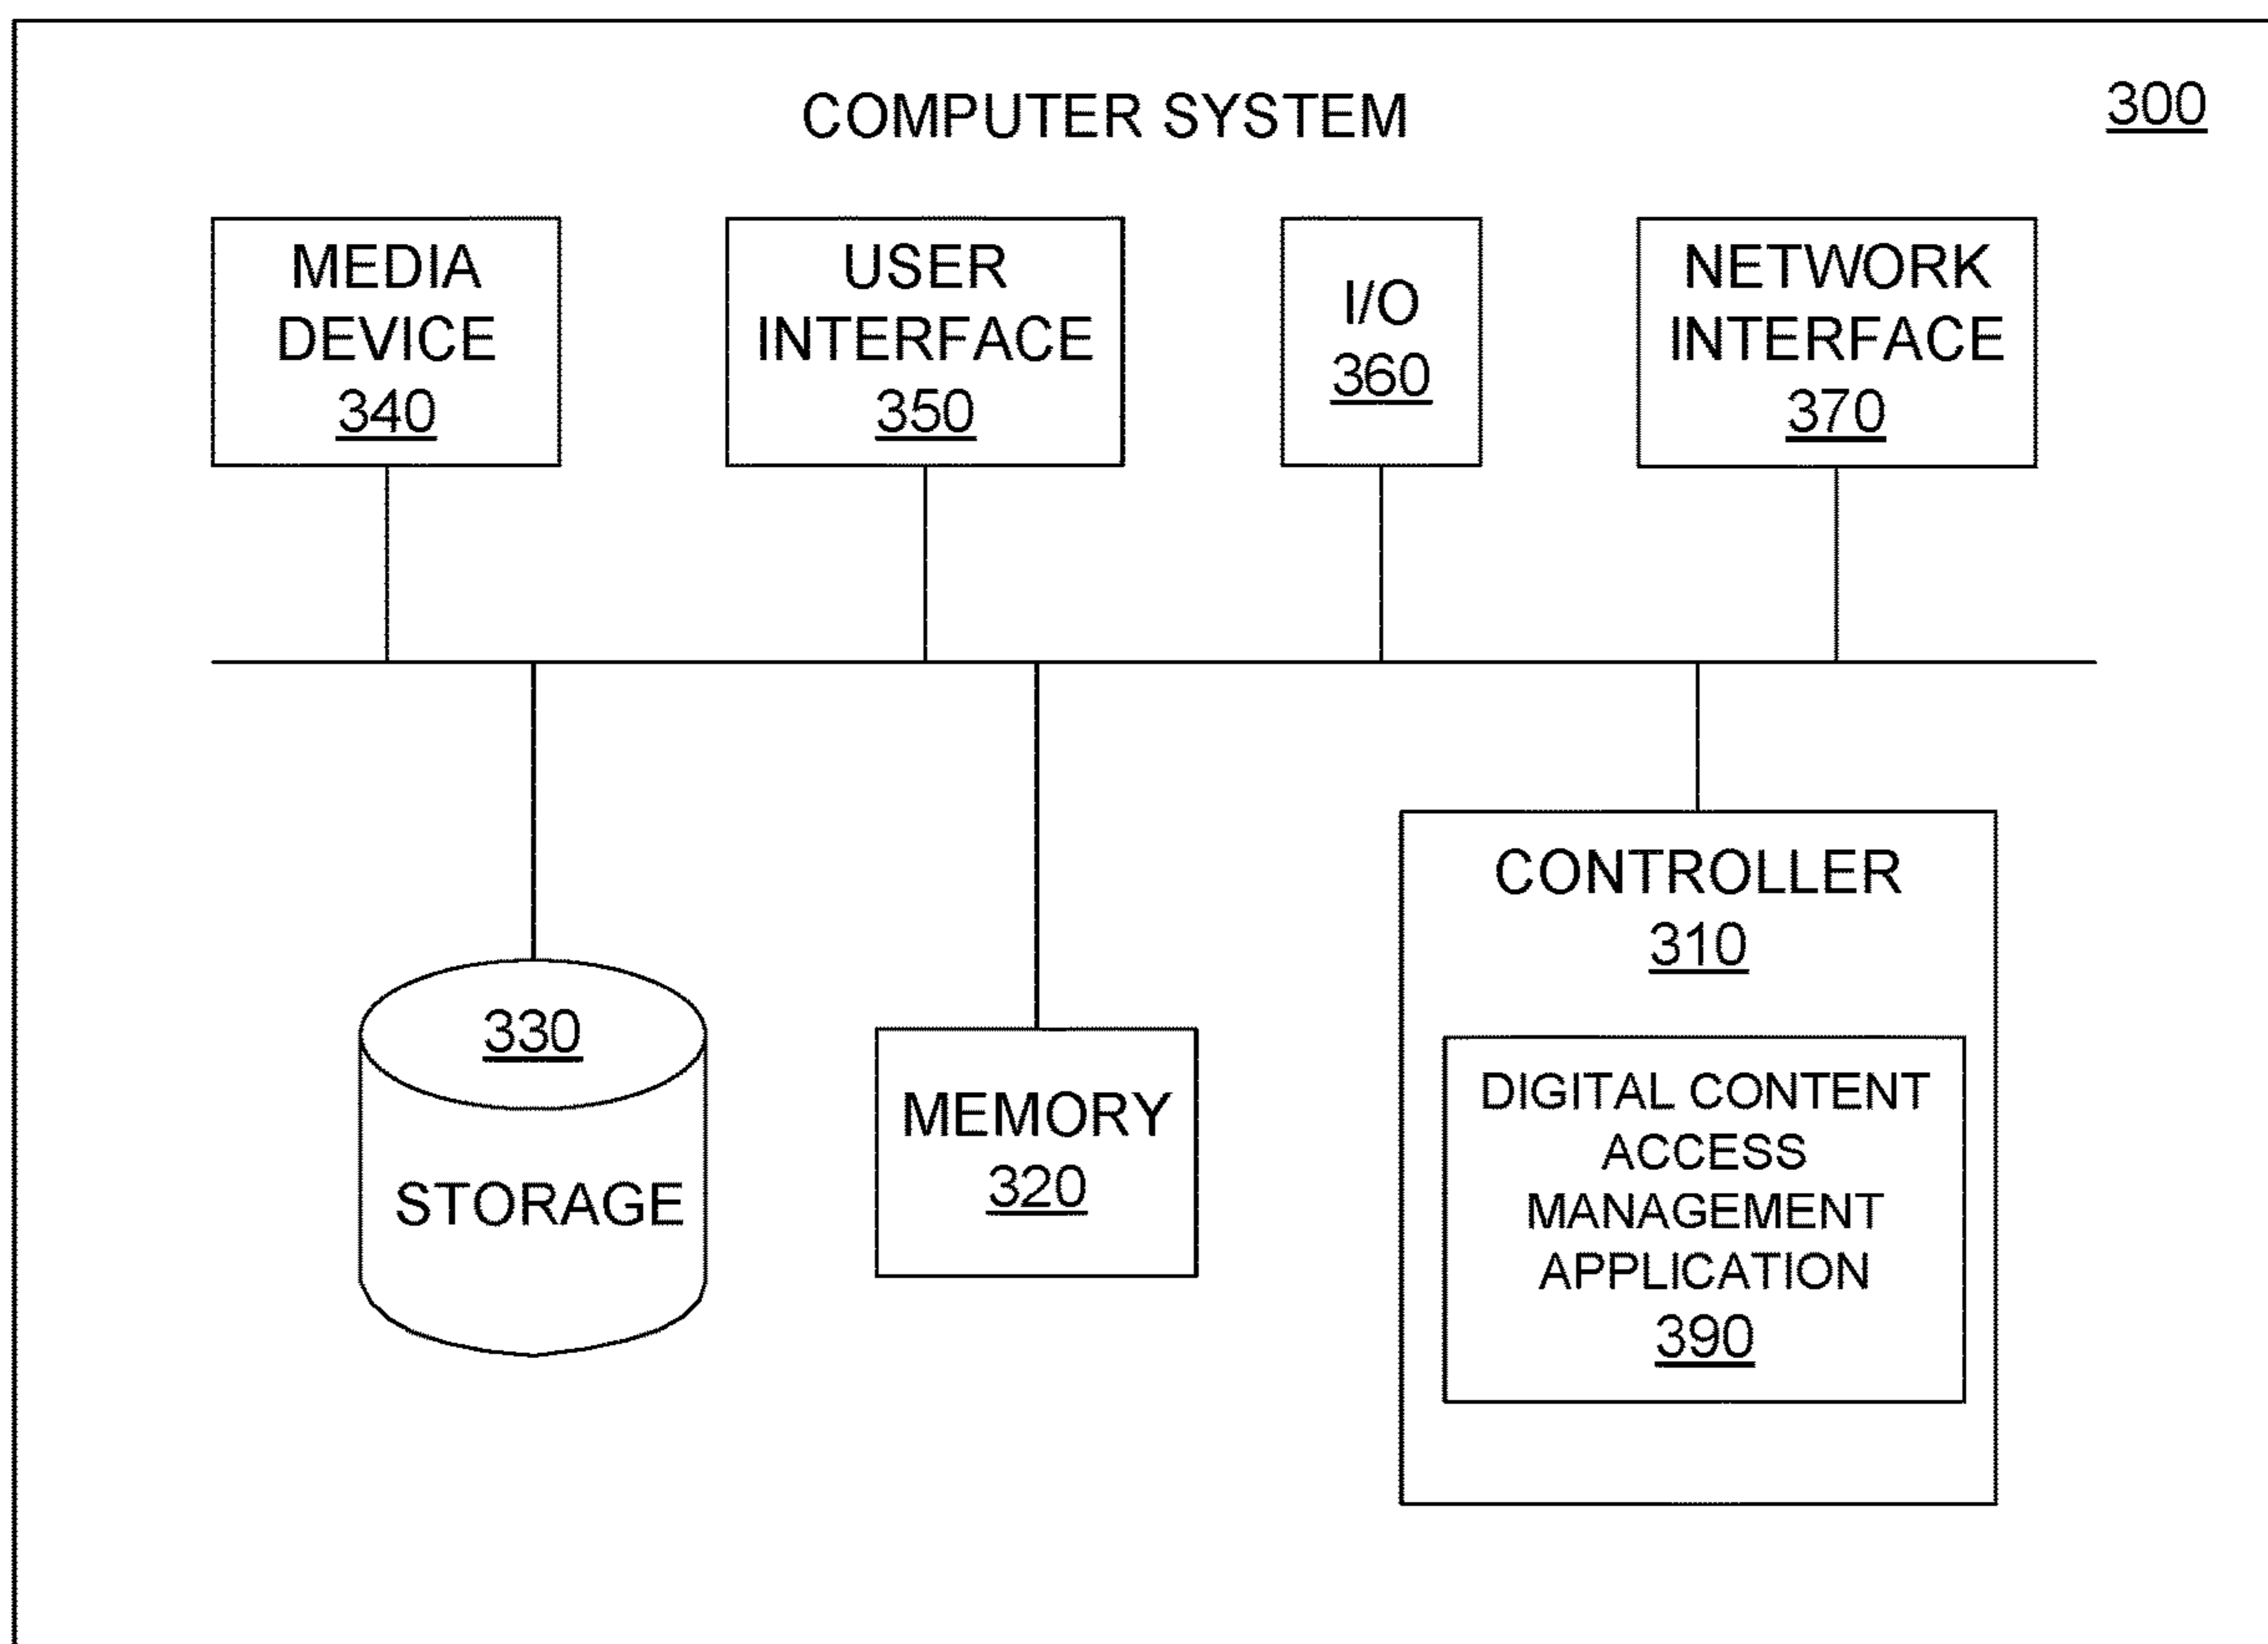 COMPUTER SYSTEM
300
MEDIA
DEVICE
340
USER
INTERFACE
350
I/O
360
NETWORK
INTERFACE
370
330
STORAGE
MEMORY
320
CONTROLLER
310
DIGITAL CONTENT
ACCESS
MANAGEMENT
APPLICATION
390